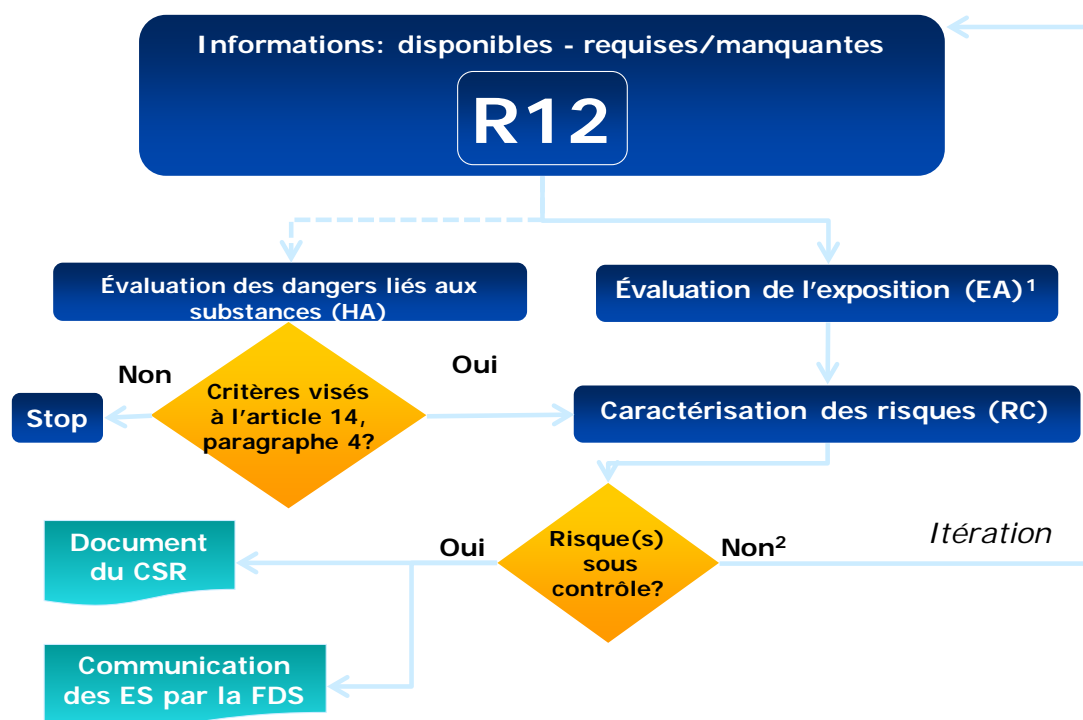 Informations: disponibles - requises/manquantes
R12
Évaluation des dangers liés aux
substances (HA)
Évaluation de l'exposition (EA)¹
Non
Oui
Critères visés
à l'article 14,
paragraphe 4?
Stop
Caractérisation des risques (RC)
Document
du CSR
Oui
Risque(s)
sous
contrôle?
Non²
Itération
Communication
des ES par la FDS